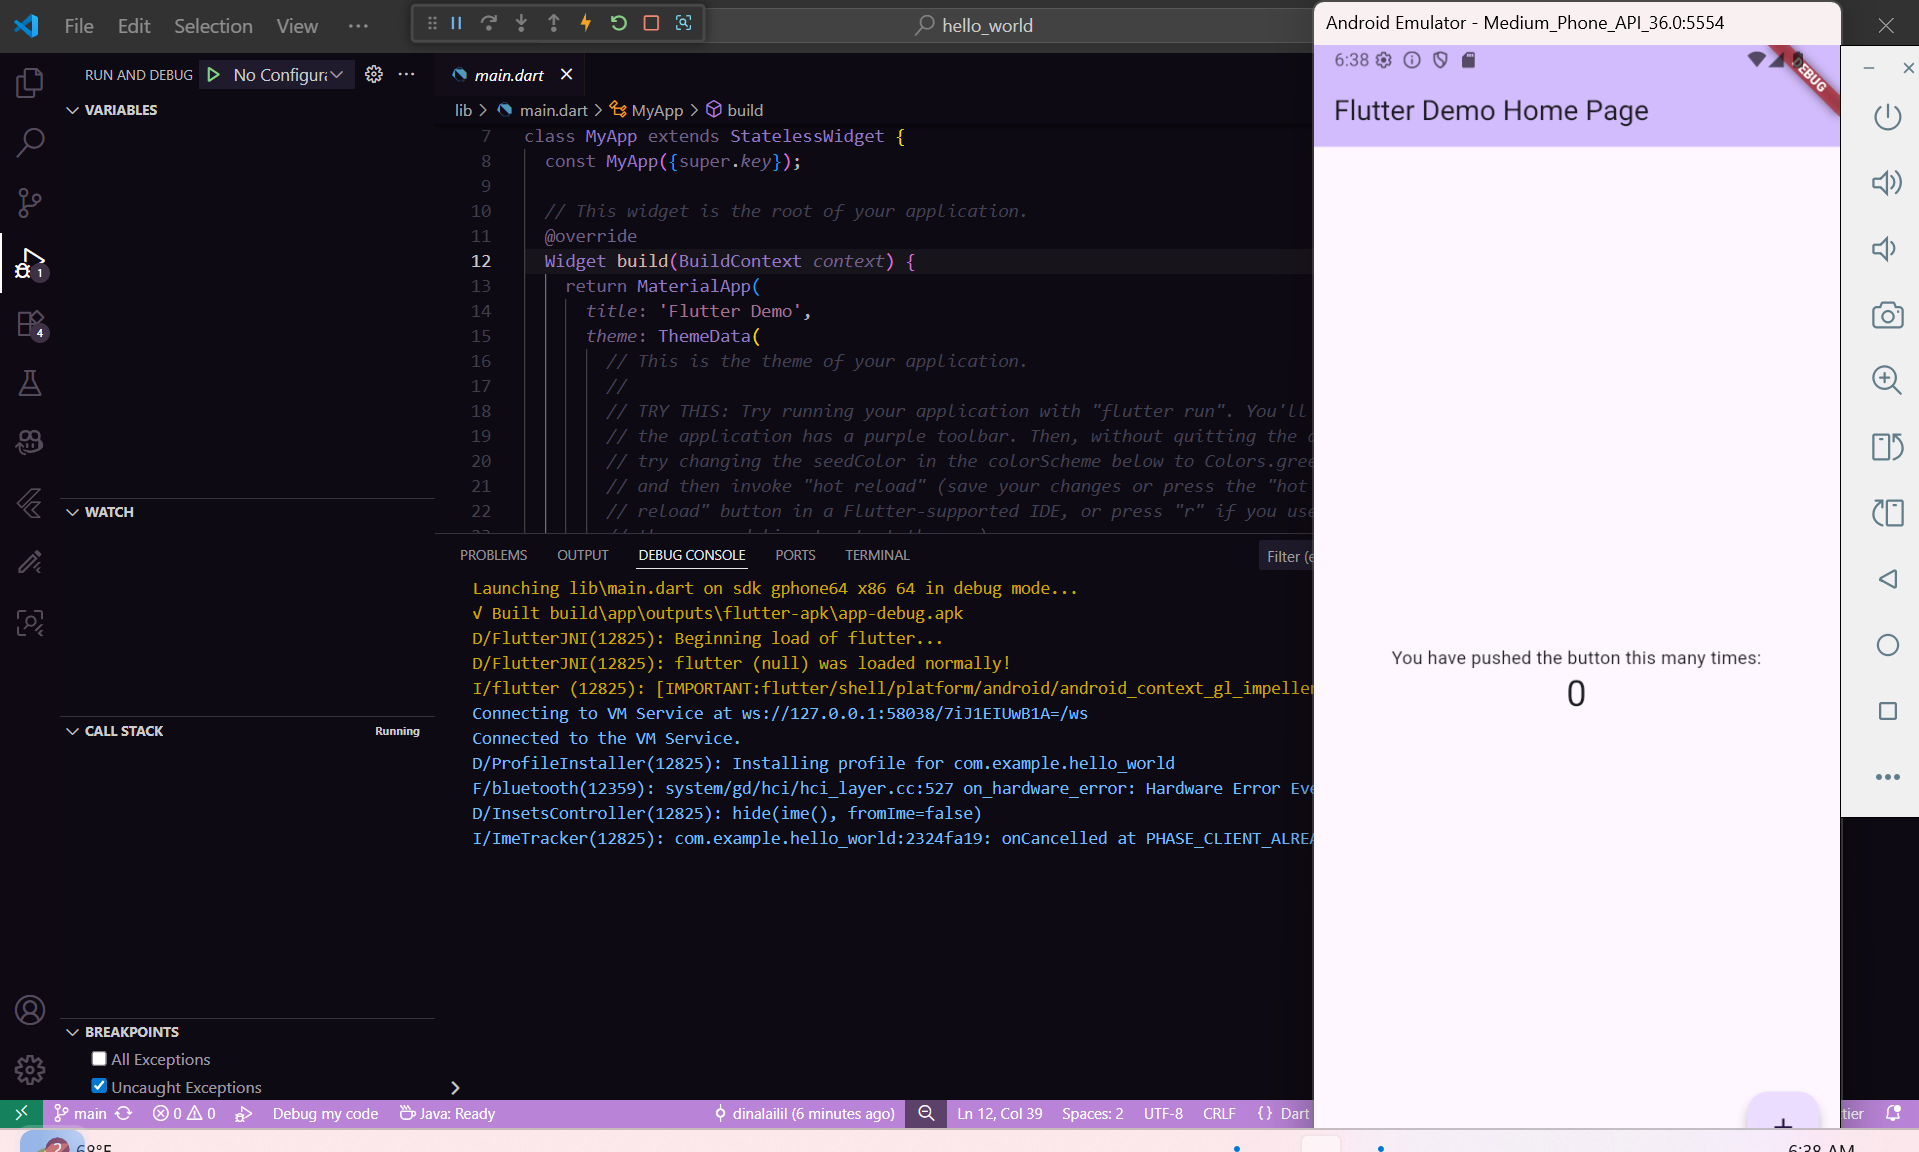 File Edit Selection View ···
hello_world
RUN AND DEBUG No Configur
VARIABLES
WATCH
CALL STACK Running
BREAKPOINTS
All Exceptions
Uncaught Exceptions
1
4
main.dart
lib > main.dart > MyApp > build
7 class MyApp extends StatelessWidget {
8 const MyApp({super.key});
9
10 // This widget is the root of your application.
11 @override
12 Widget build(BuildContext context) {
13 return MaterialApp(
14 title: 'Flutter Demo',
15 theme: ThemeData(
16 // This is the theme of your application.
17 //
18 // TRY THIS: Try running your application with "flutter run". You'll
19 // the application has a purple toolbar. Then, without quitting the
20 // try changing the seedColor in the colorScheme below to Colors.gree
21 // and then invoke "hot reload" (save your changes or press the "hot
22 // reload" button in a Flutter-supported IDE, or press "r" if you use
PROBLEMS OUTPUT DEBUG CONSOLE PORTS TERMINAL
Filter (e
Launching lib\main.dart on sdk gphone64 x86 64 in debug mode...
√ Built build\app\outputs\flutter-apk\app-debug.apk
D/FlutterJNI(12825): Beginning load of flutter...
D/FlutterJNI(12825): flutter (null) was loaded normally!
I/flutter (12825): [IMPORTANT:flutter/shell/platform/android/android_context_gl_impeller
Connecting to VM Service at ws://127.0.0.1:58038/7iJ1EIUwB1A=/ws
Connected to the VM Service.
D/ProfileInstaller(12825): Installing profile for com.example.hello_world
F/bluetooth(12359): system/gd/hci/hci_layer.cc:527 on_hardware_error: Hardware Error Eve
D/InsetsController(12825): hide(ime(), fromIme=false)
I/ImeTracker(12825): com.example.hello_world:2324fa19: onCancelled at PHASE_CLIENT_ALREA
Android Emulator - Medium_Phone_API_36.0:5554
6:38
DEBUG
Flutter Demo Home Page
You have pushed the button this many times:
0
+
main 0 0 Debug my code Java: Ready dinalailil (6 minutes ago) Ln 12, Col 39 Spaces: 2 UTF-8 CRLF {} Dart tier
2 68°F
6:38 AM